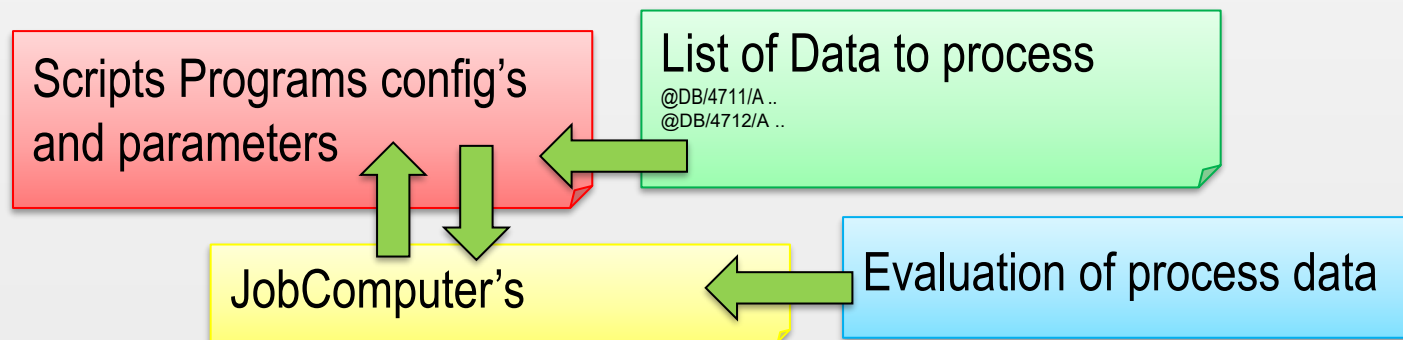 Scripts Programs config’s
and parameters
List of Data to process
@DB/4711/A ..
@DB/4712/A ..
JobComputer’s
Evaluation of process data